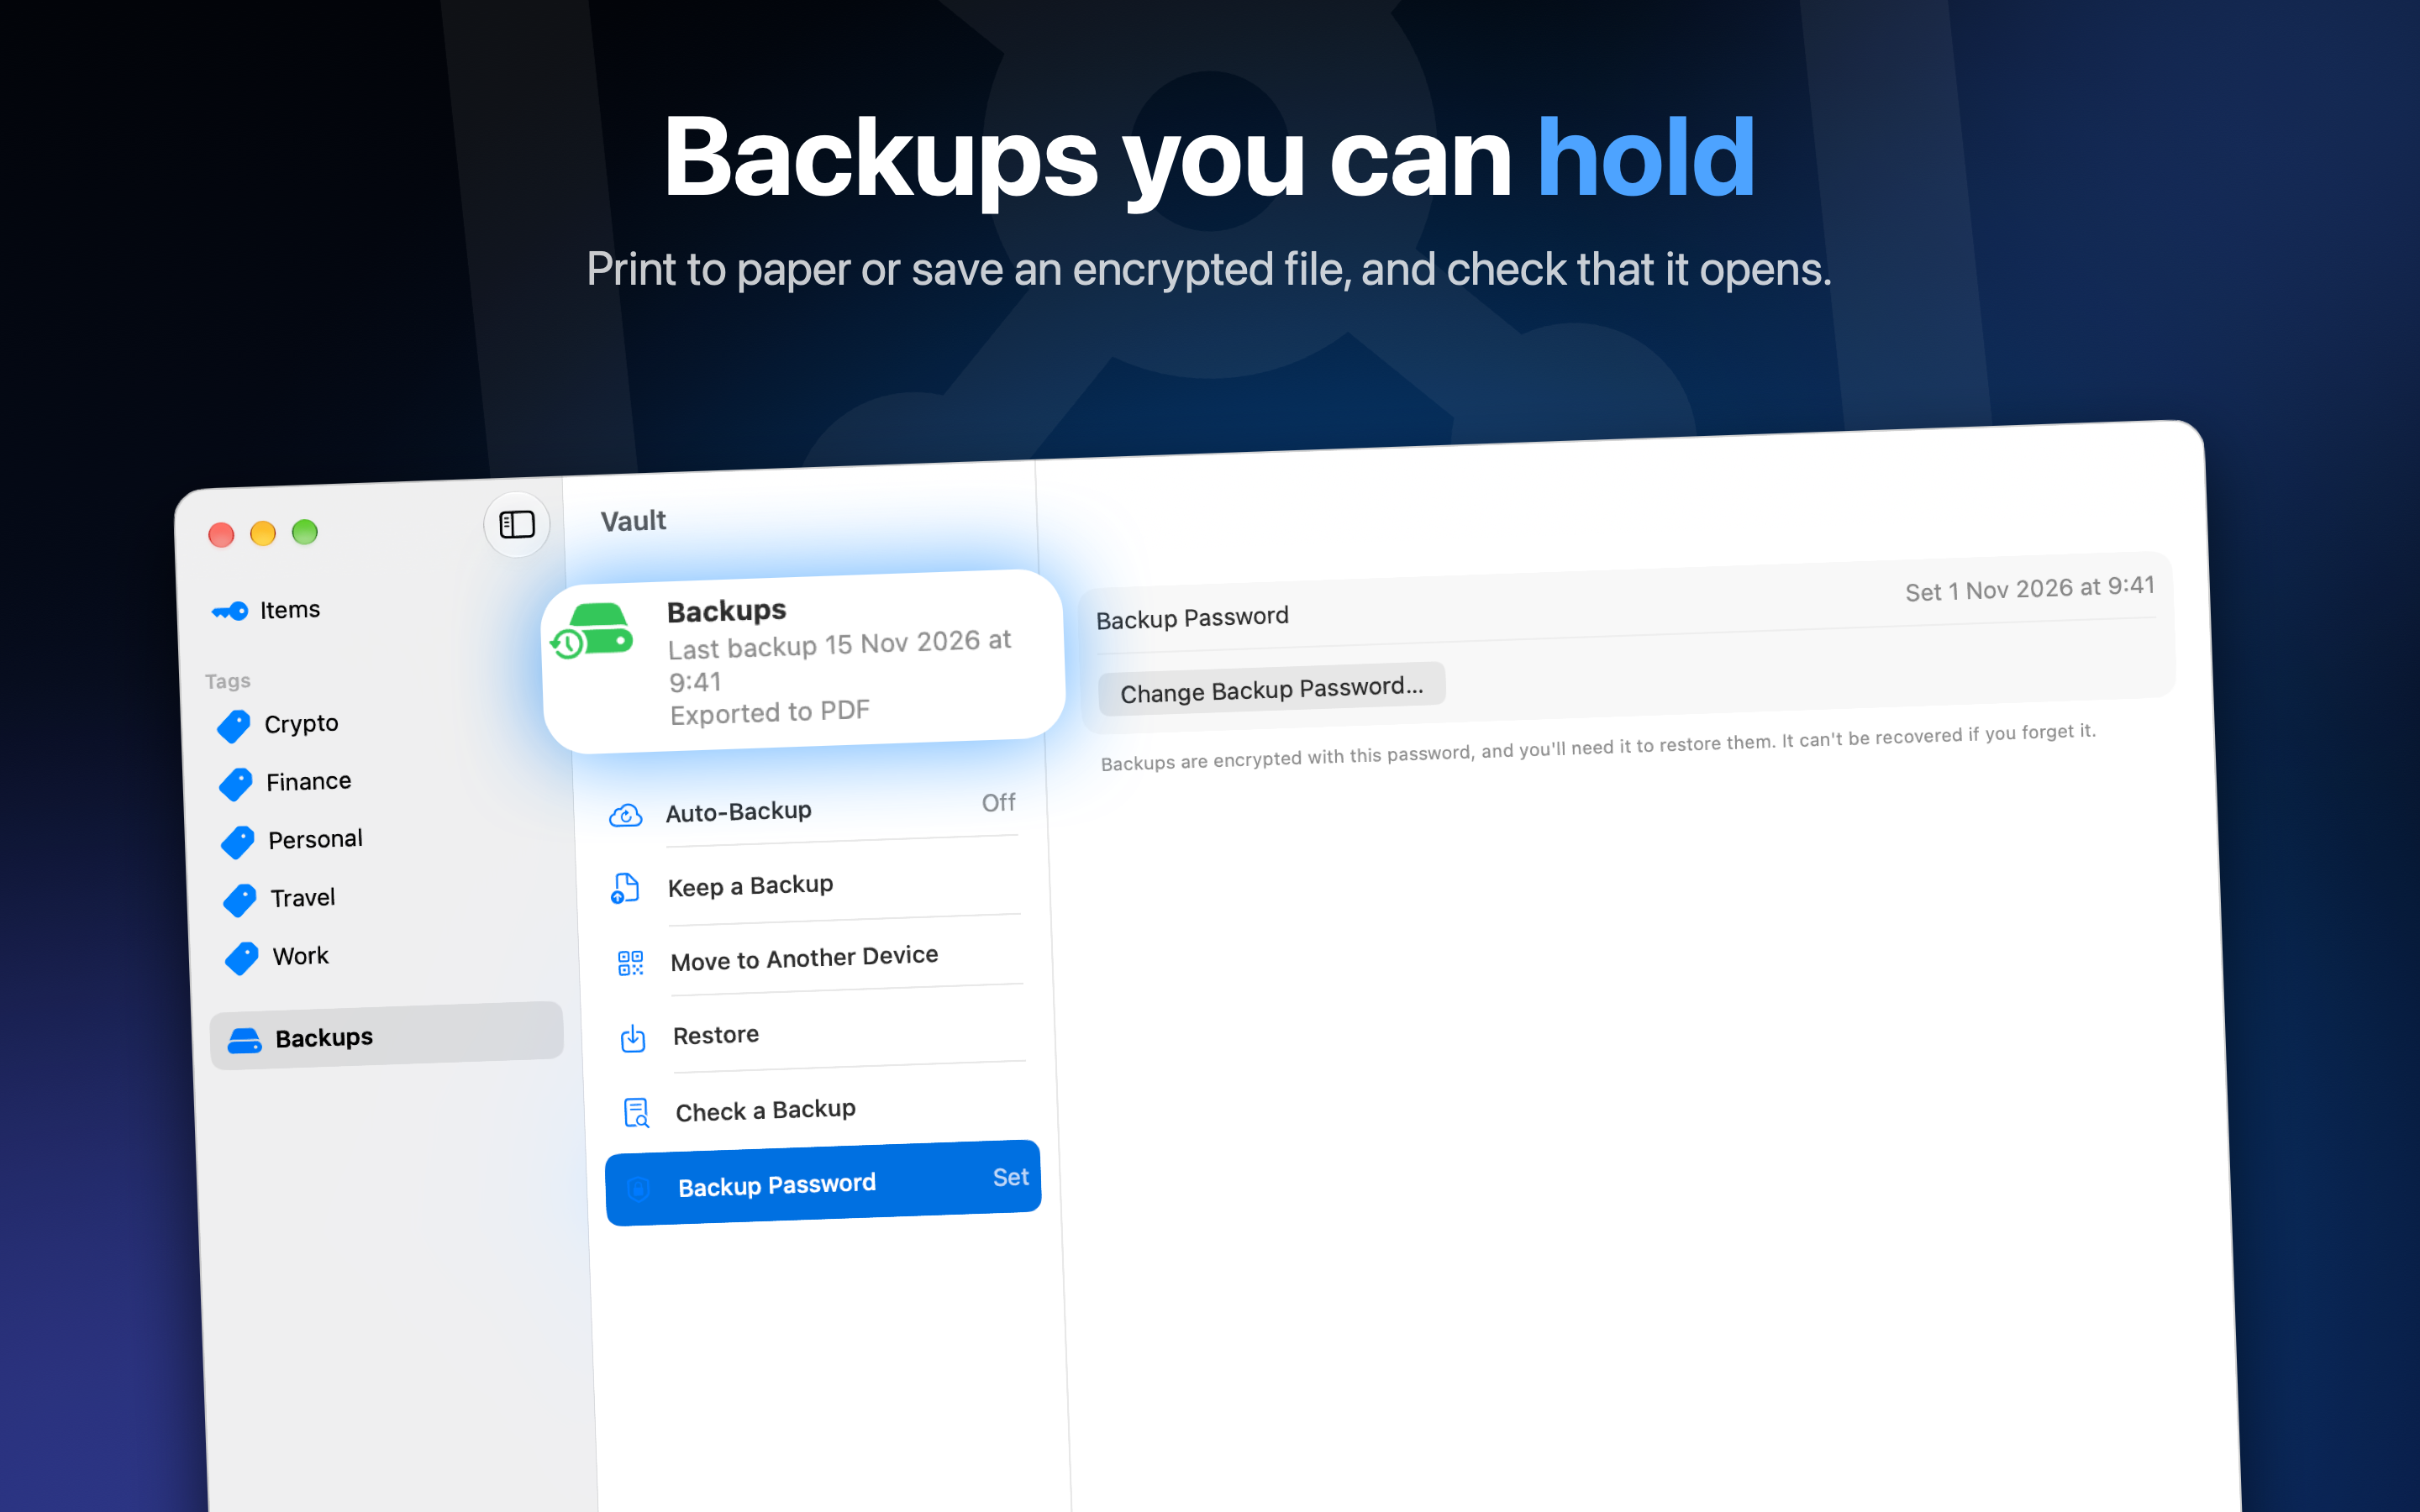 Backups you can hold
Print to paper or save an encrypted file, and check that it opens.
Items
Tags
Crypto
Finance
Personal
Travel
Work
Backups
Vault
Backups
Last backup 15 Nov 2026 at
9:41
Exported to PDF
Auto-Backup Off
Keep a Backup
Move to Another Device
Restore
Check a Backup
Backup Password Set
Backup Password Set 1 Nov 2026 at 9:41
Change Backup Password...
Backups are encrypted with this password, and you'll need it to restore them. It can't be recovered if you forget it.